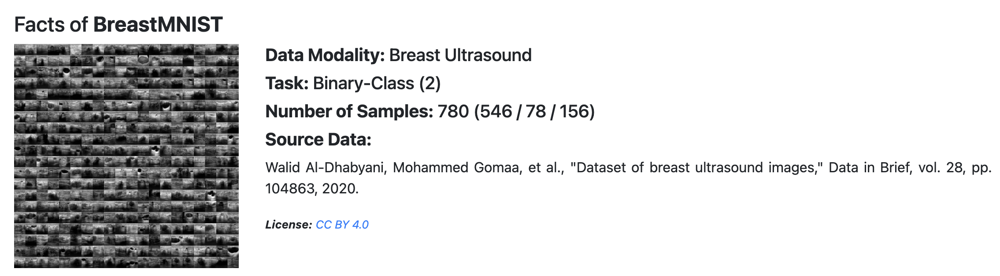 Facts of BreastMNIST
Data Modality: Breast Ultrasound
Task: Binary-Class (2)
Number of Samples: 780 (546 / 78 / 156)
Source Data:
Walid Al-Dhabyani, Mohammed Gomaa, et al., "Dataset of breast ultrasound images," Data in Brief, vol. 28, pp.
104863, 2020.
License: CC BY 4.0